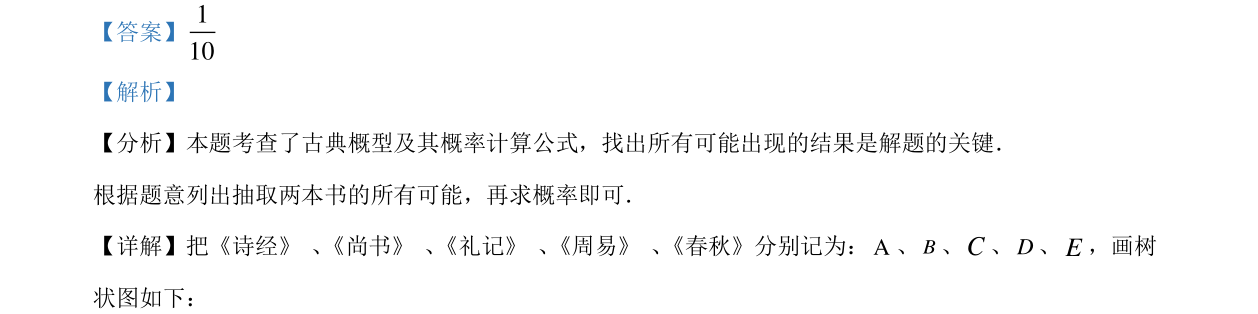 【答案】1/10
【解析】
【分析】本题考查了古典概型及其概率计算公式，找出所有可能出现的结果是解题的关键．
根据题意列出抽取两本书的所有可能，再求概率即可．
【详解】把《诗经》 、《尚书》 、《礼记》 、《周易》 、《春秋》分别记为：A、B、C、D、E，画树
状图如下：